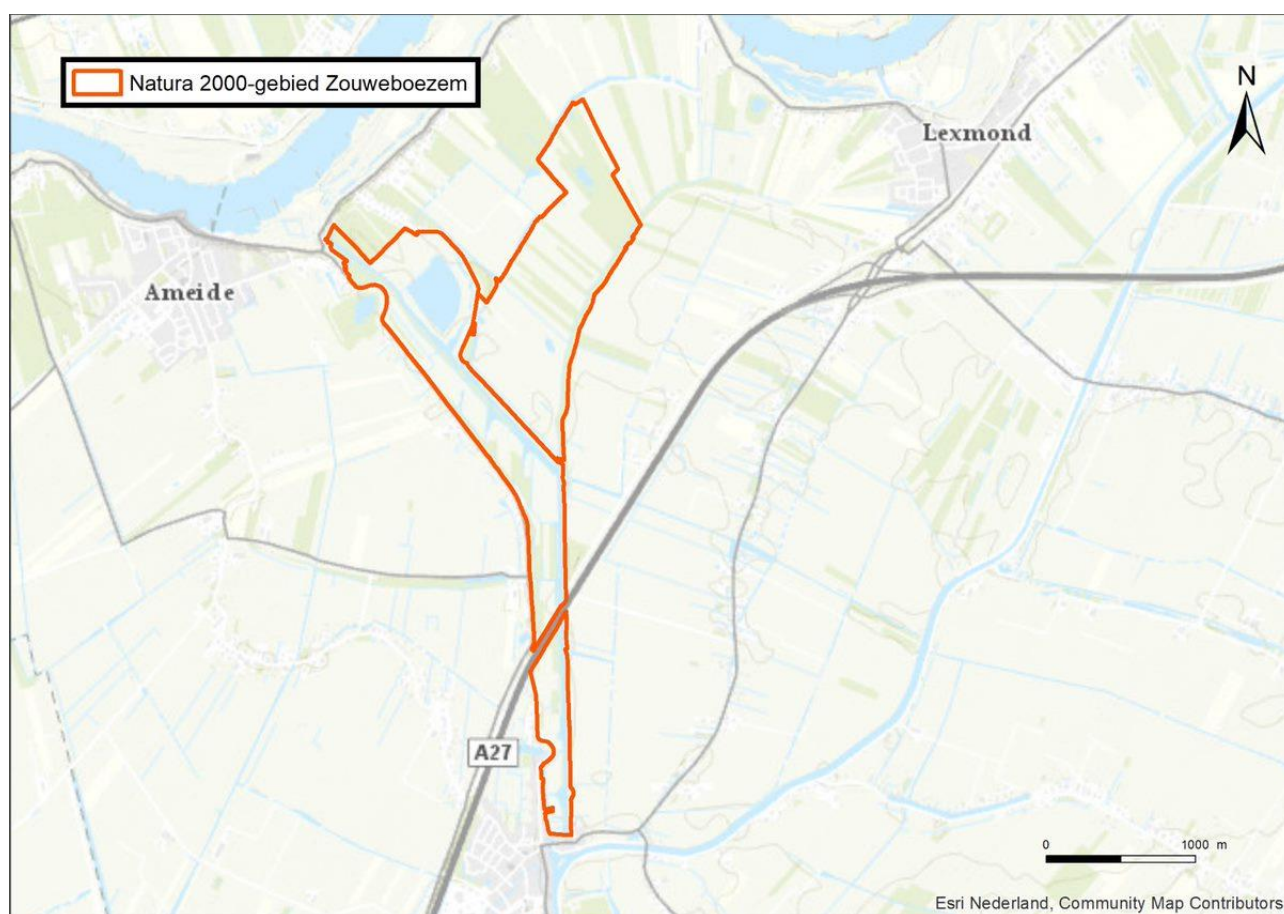 Natura 2000-gebied Zouweboezem
N
Lexmond
Ameide
A27
0 1000 m
Esri Nederland, Community Map Contributors